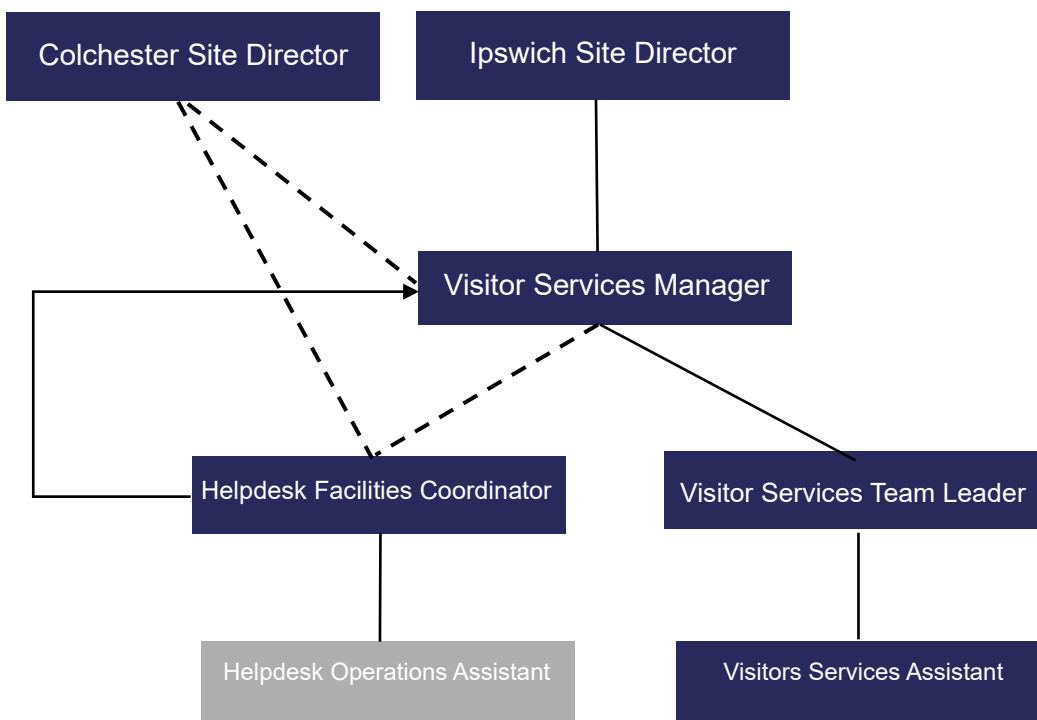 Colchester Site Director
Ipswich Site Director
Visitor Services Manager
Helpdesk Facilities Coordinator
Visitor Services Team Leader
Helpdesk Operations Assistant
Visitors Services Assistant